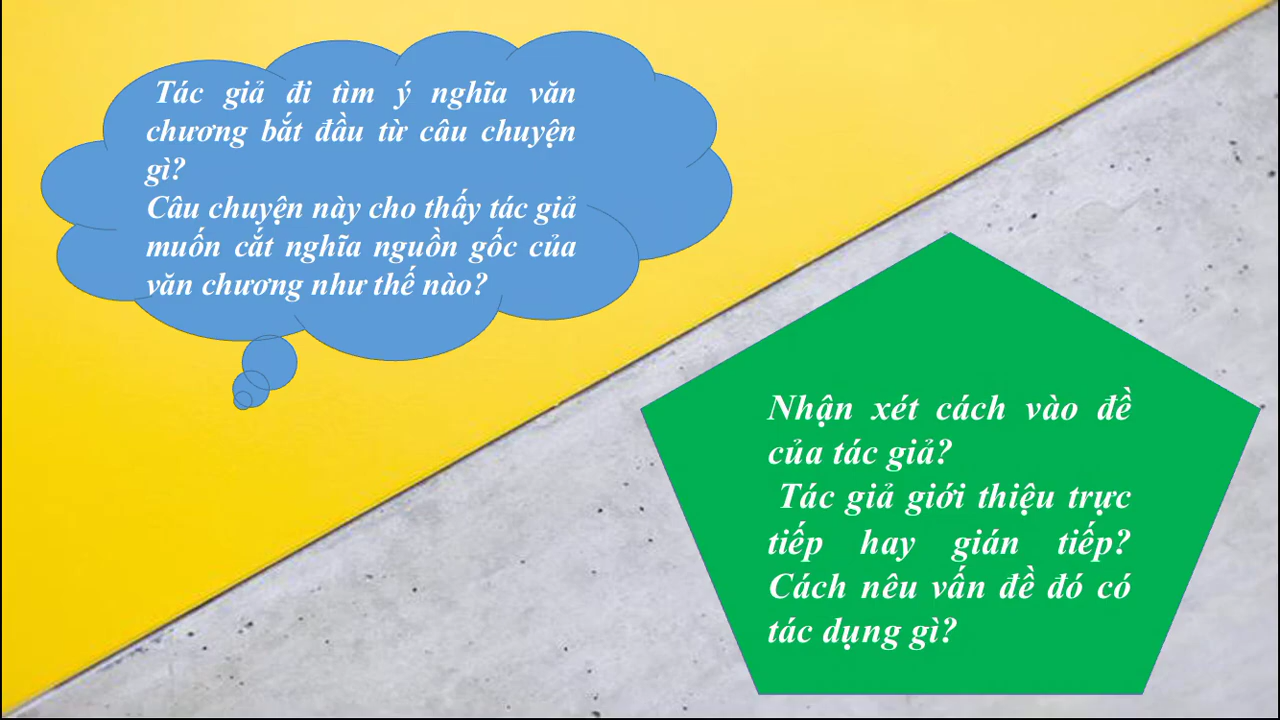 Tác giả đi tìm ý nghĩa văn
chương bắt đầu từ câu chuyện
gì?
Câu chuyện này cho thấy tác giả
muốn cắt nghĩa nguồn gốc của
văn chương như thế nào?
Nhận xét cách vào đề
của tác giả?
Tác giả giới thiệu trực
tiếp hay gián tiếp?
Cách nêu vấn đề đó có
tác dụng gì?